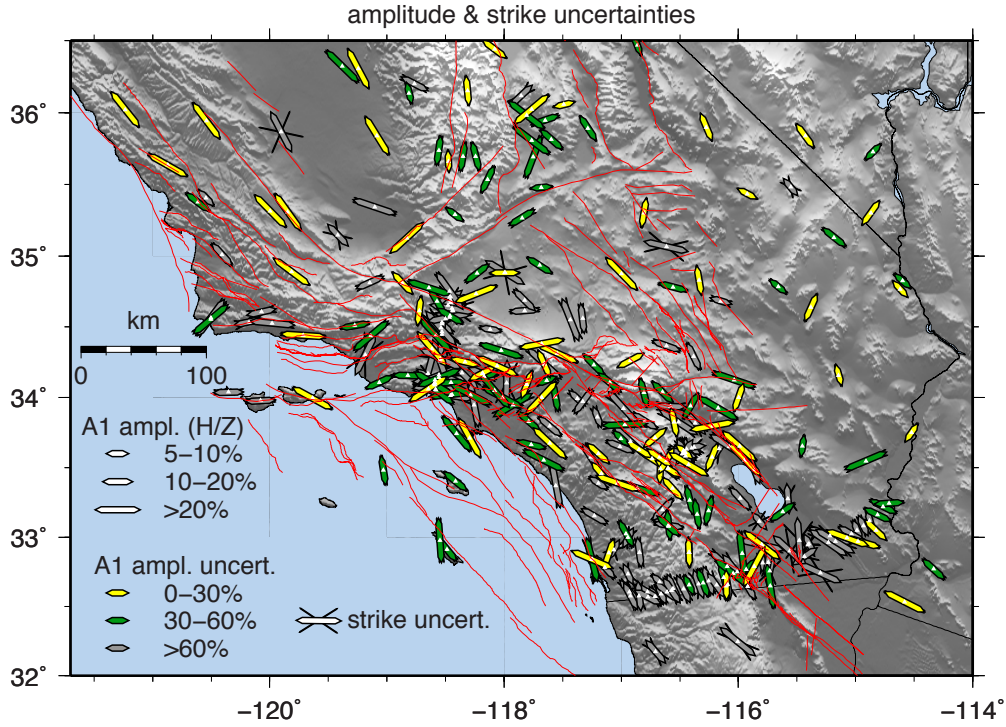 amplitude & strike uncertainties
36˚
35˚
34˚
33˚
32˚
km
0 100
A1 ampl. (H/Z)
5−10%
10−20%
>20%
A1 ampl. uncert.
0−30%
30−60%
>60%
strike uncert.
−120˚ −118˚ −116˚ −114˚